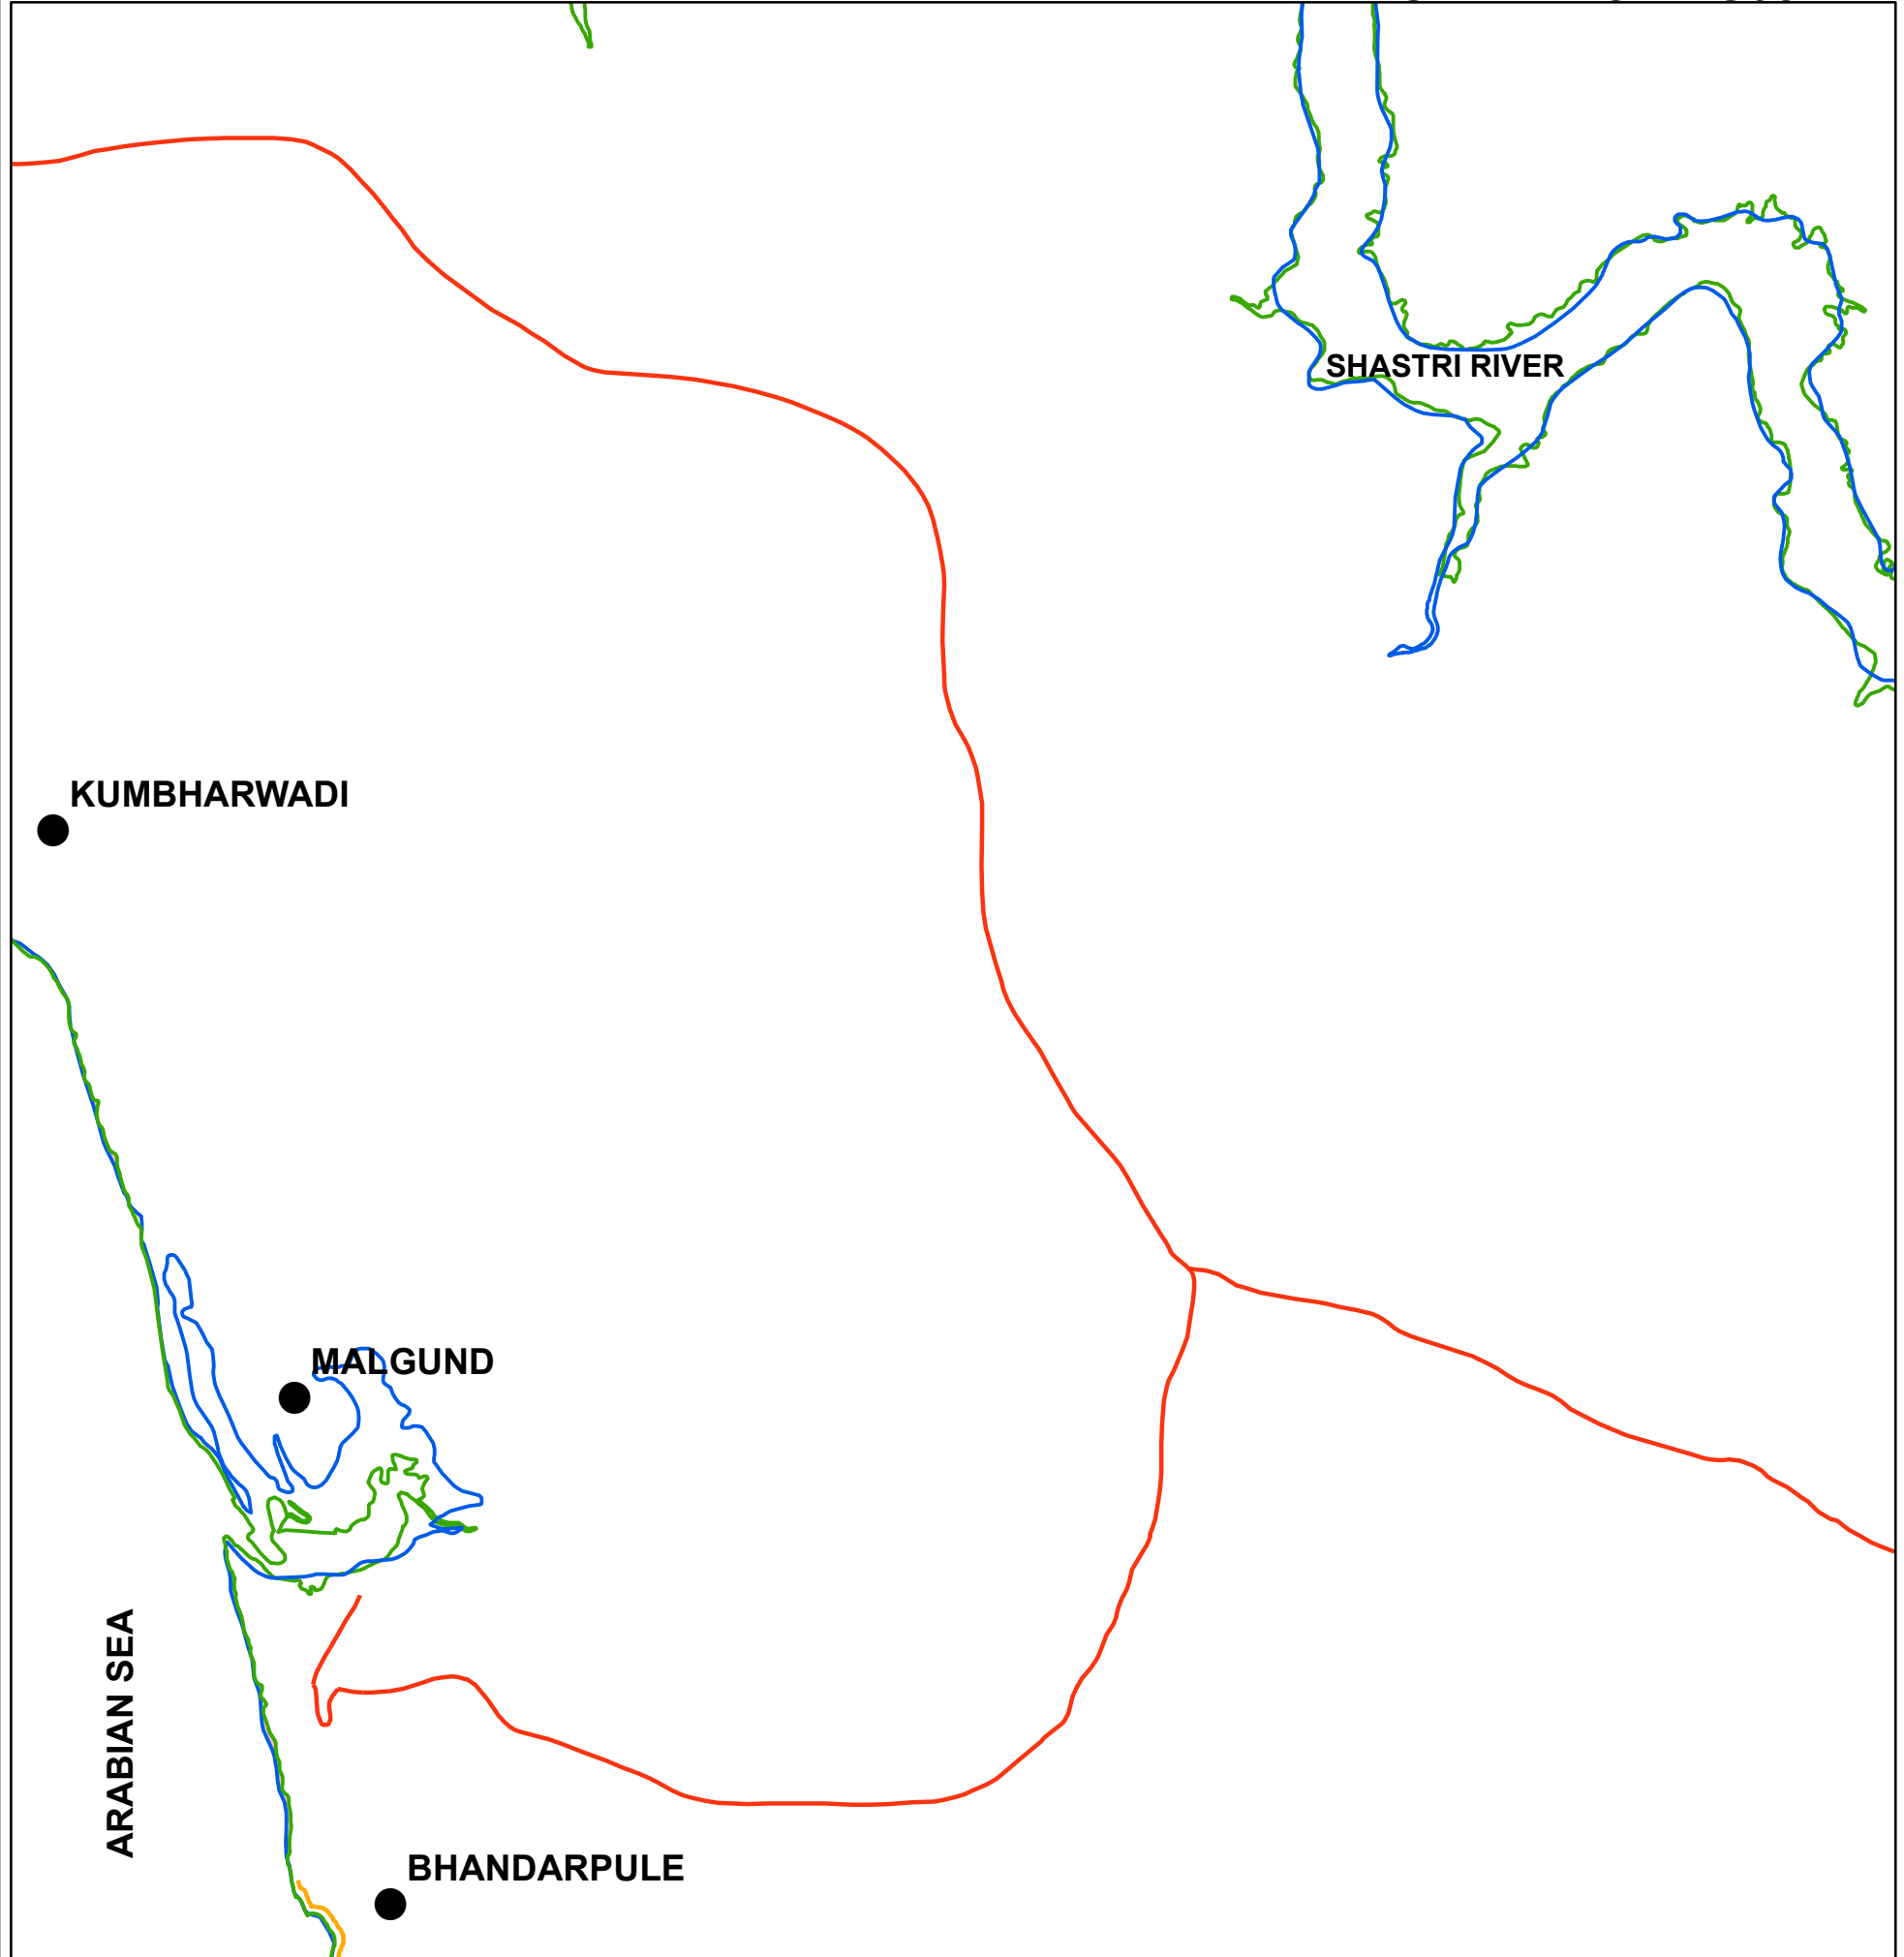 SHASTRI RIVER
KUMBHARWADI
MALGUND
ARABIAN SEA
BHANDARPULE